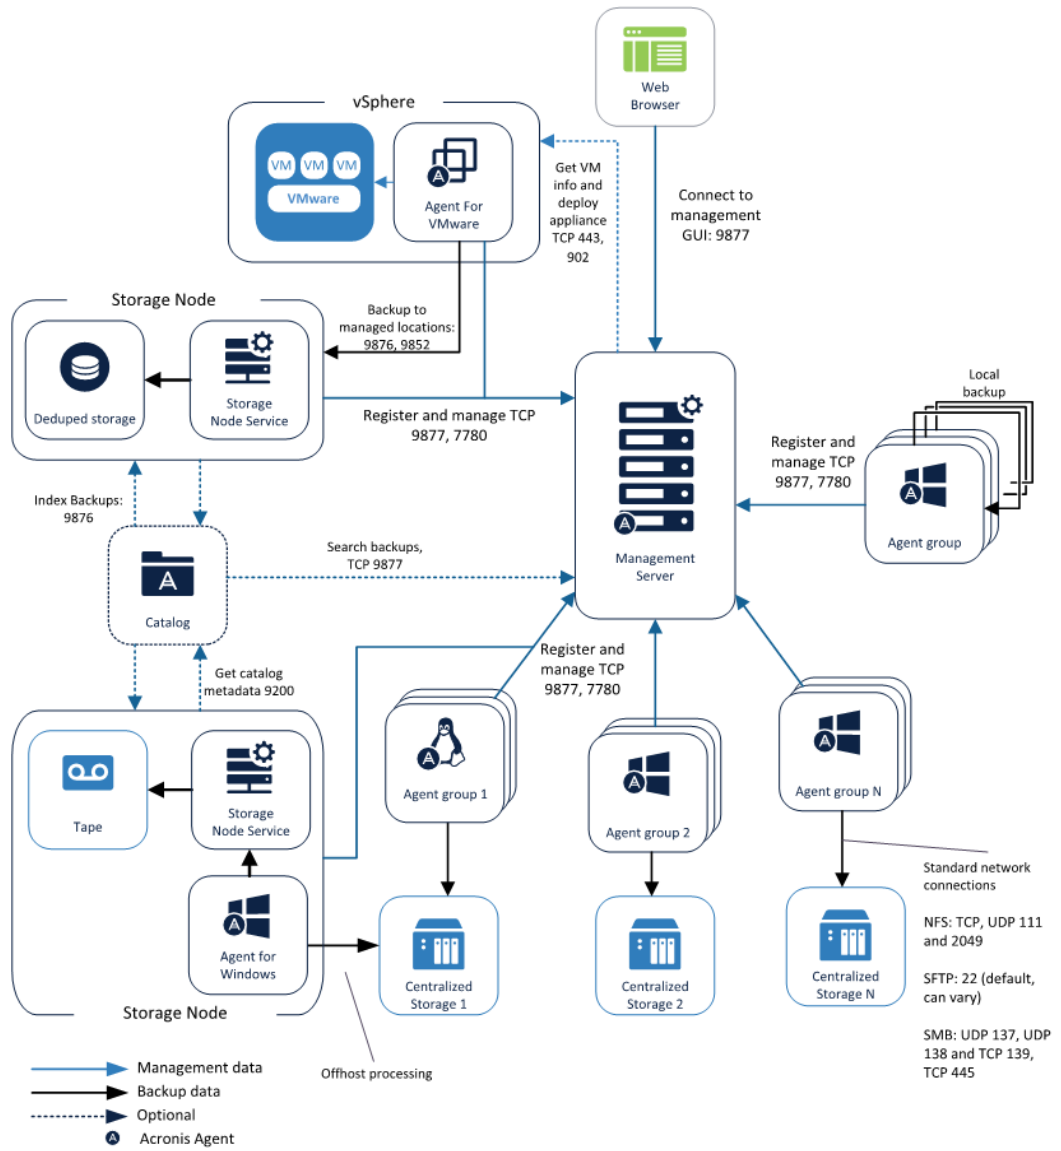 Web
Browser
vSphere
VM
VM
VM
VMware
Agent For
VMware
Get VM
info and
deploy
appliance
TCP 443,
902
Connect to
management
GUI: 9877
Storage Node
Deduped storage
Storage
Node Service
Backup to
managed locations:
9876, 9852
Register and manage TCP
9877, 7780
Management
Server
Local
backup
Register and
manage TCP
9877, 7780
Agent group
Index Backups:
9876
Catalog
Search backups,
TCP 9877
Get catalog
metadata 9200
Register and
manage TCP
9877, 7780
Tape
Storage
Node Service
Agent for
Windows
Storage Node
Agent group 1
Agent group 2
Agent group N
Centralized
Storage 1
Centralized
Storage 2
Centralized
Storage N
Standard network
connections
NFS: TCP, UDP 111
and 2049
SFTP: 22 (default,
can vary)
SMB: UDP 137, UDP
138 and TCP 139,
TCP 445
Offhost processing
Management data
Backup data
Optional
Acronis Agent